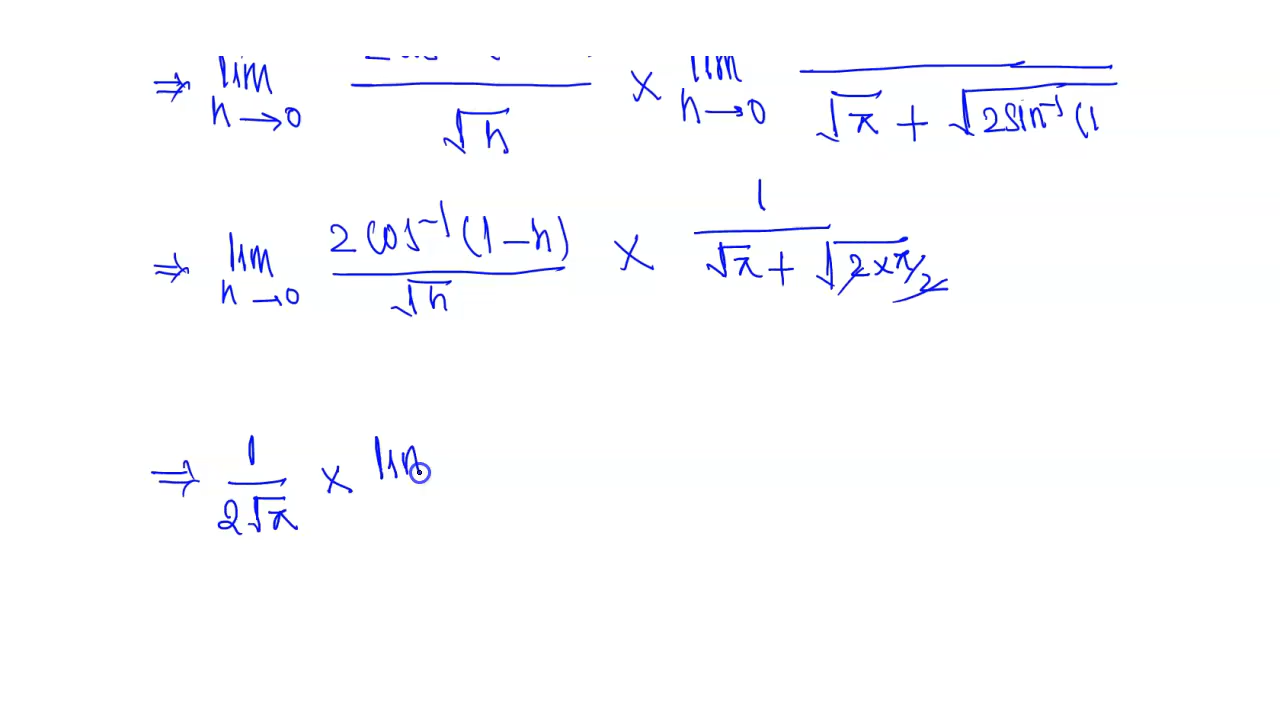 ⇒ lim h→0 / √h × lim h→0 / √π + √2sin⁻¹(1
⇒ lim h→0 2cos⁻¹(1-h) / √h × 1 / √π + √2×π/2
⇒ 1 / 2√π × lim